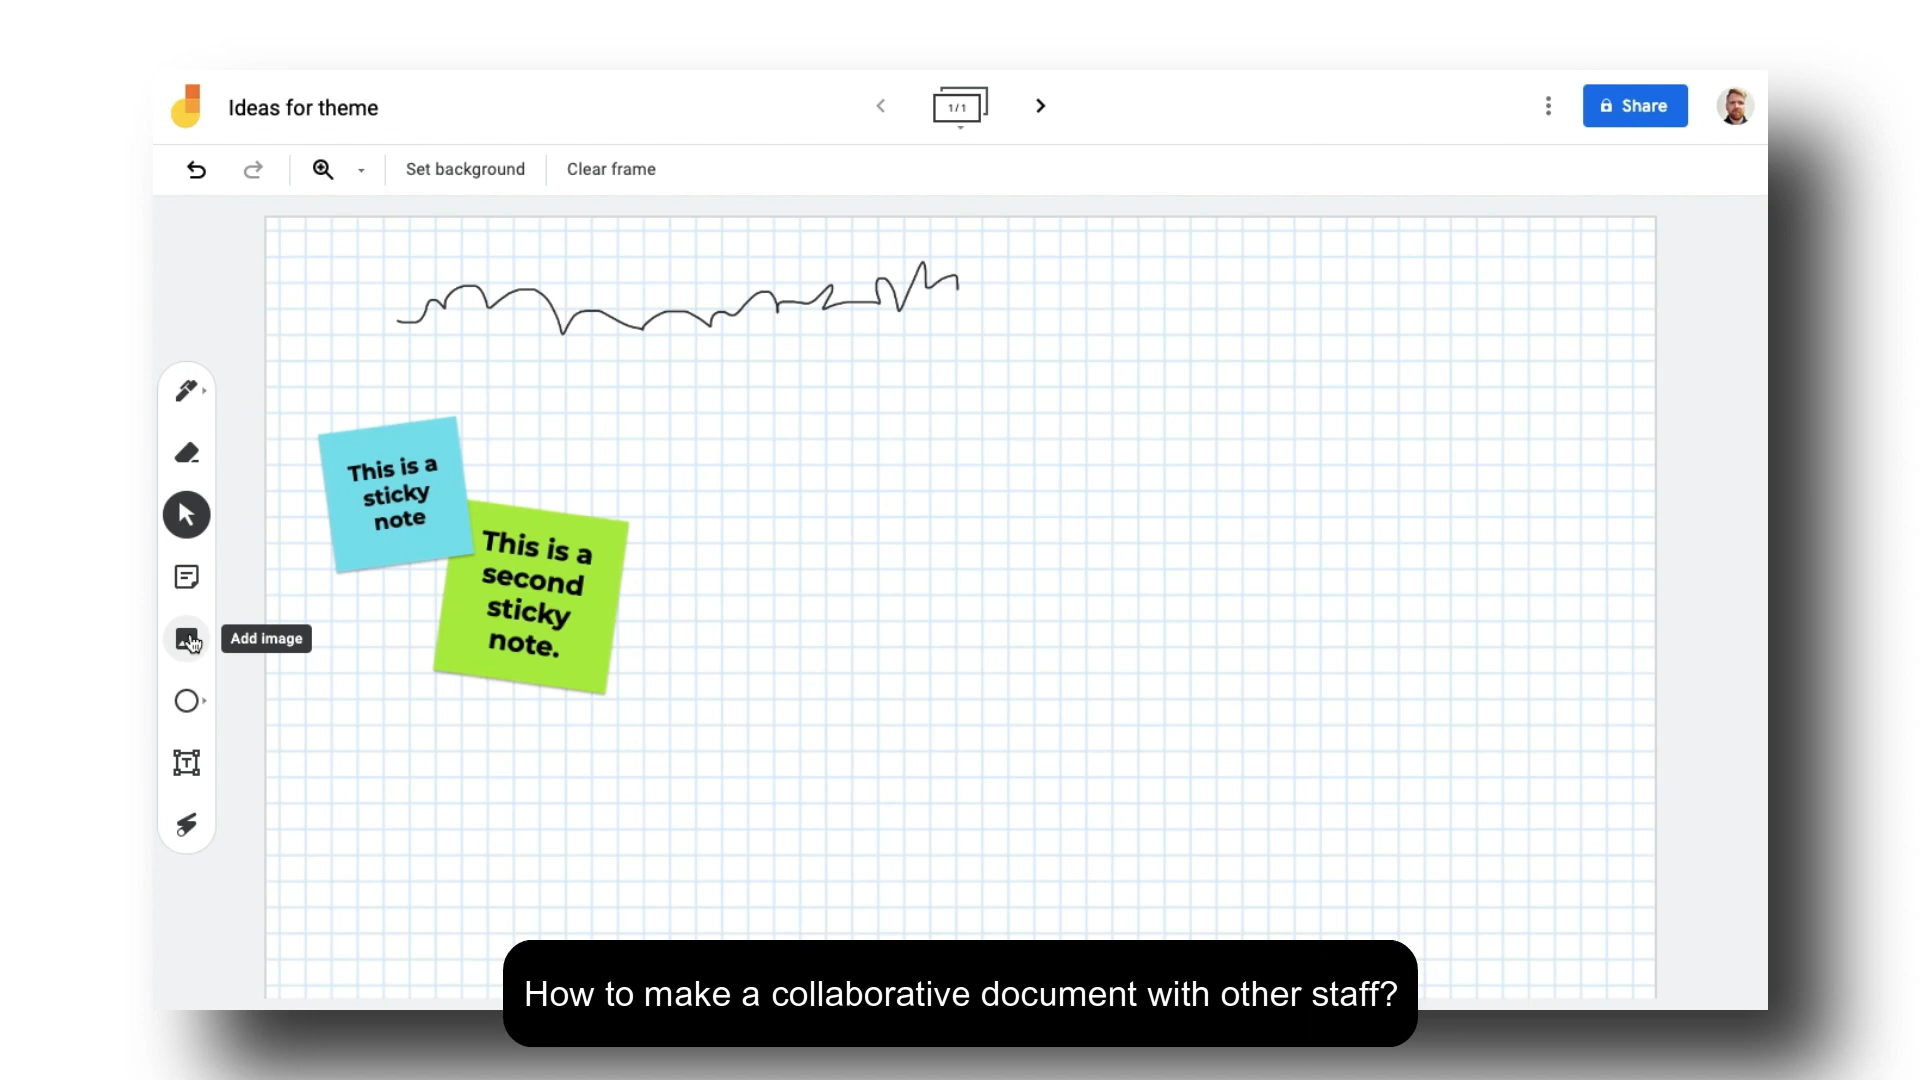 Ideas for theme
1/1
Share
Set background
Clear frame
This is a
sticky
note
This is a
second
sticky
note.
Add image
How to make a collaborative document with other staff?